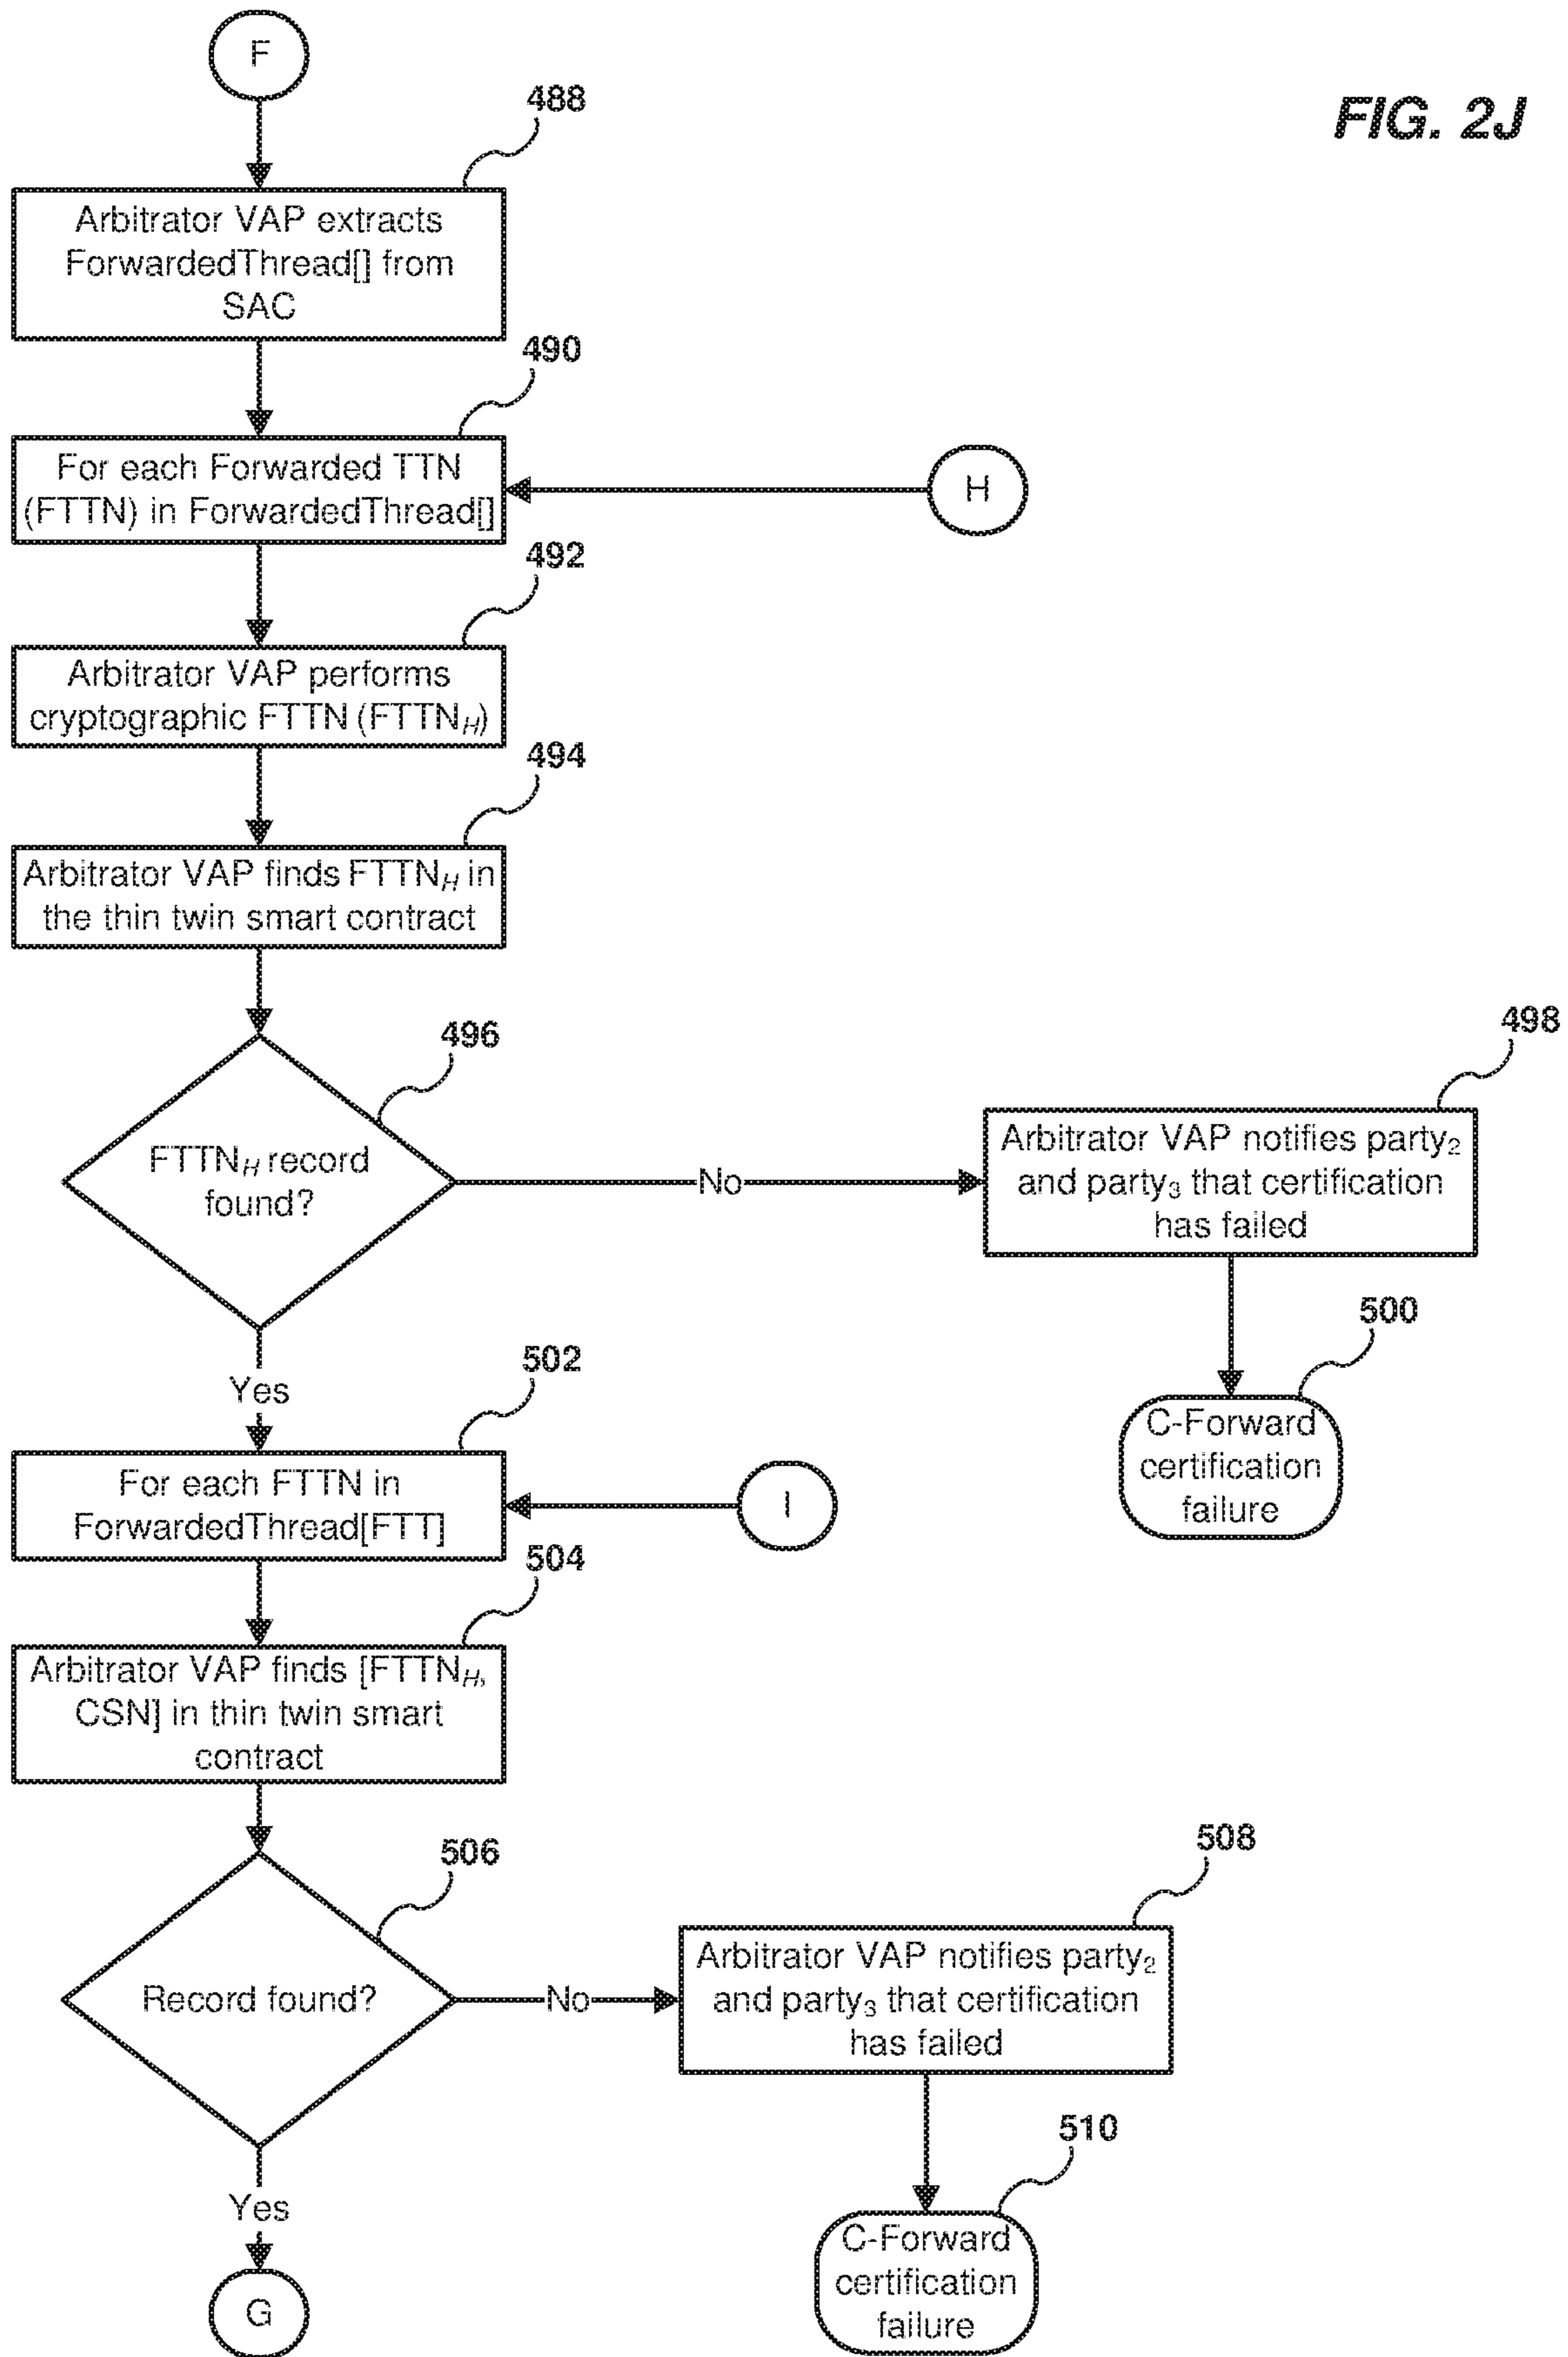 F
488
FIG. 2J
Arbitrator VAP extracts
ForwardedThread[] from
SAC
490
For each Forwarded TTN
(FTTN) in ForwardedThread[]
H
492
Arbitrator VAP performs
cryptographic FTTN (FTTNH)
494
Arbitrator VAP finds FTTNH in
the thin twin smart contract
496
FTTNH record
found?
No
498
Arbitrator VAP notifies party2
and party3 that certification
has failed
500
C-Forward
certification
failure
Yes
502
For each FTTN in
ForwardedThread[FTT]
I
504
Arbitrator VAP finds [FTTNH,
CSN] in thin twin smart
contract
506
Record found?
No
508
Arbitrator VAP notifies party2
and party3 that certification
has failed
510
C-Forward
certification
failure
Yes
G